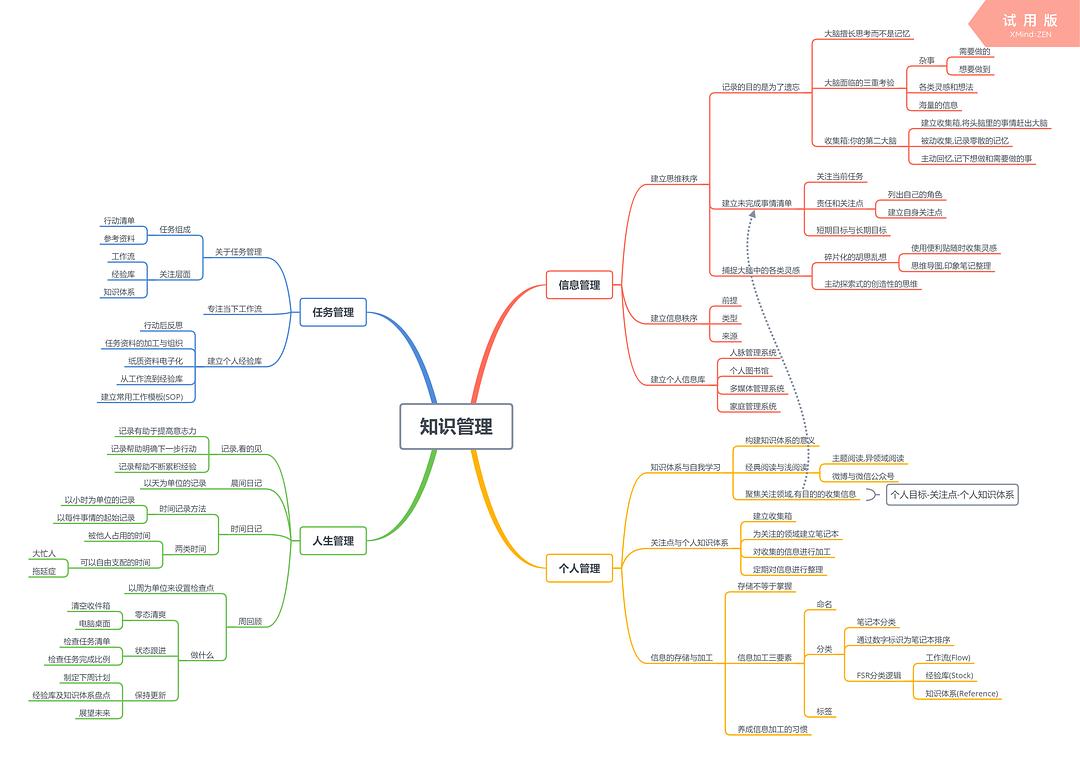 试用版
XMind:ZEN
知识管理
信息管理
建立思维秩序
记录的目的是为了遗忘
大脑擅长思考而不是记忆
大脑面临的三重考验
杂事
需要做的
想要做到
各类灵感和想法
海量的信息
收集箱:你的第二大脑
建立收集箱,将头脑里的事情赶出大脑
被动收集,记录零散的记忆
主动回忆,记下想做和需要做的事
建立未完成事情清单
关注当前任务
责任和关注点
列出自己的角色
建立自身关注点
短期目标与长期目标
捕捉大脑中的各类灵感
碎片化的胡思乱想
使用便利贴随时收集灵感
思维导图,印象笔记整理
主动探索式的创造性的思维
建立信息秩序
前提
类型
来源
建立个人信息库
人脉管理系统
个人图书馆
多媒体管理系统
家庭管理系统
个人管理
知识体系与自我学习
构建知识体系的意义
经典阅读与浅阅读
主题阅读,异领域阅读
微博与微信公众号
聚焦关注领域,有目的的收集信息
个人目标-关注点-个人知识体系
关注点与个人知识体系
建立收集箱
为关注的领域建立笔记本
对收集的信息进行加工
定期对信息进行整理
信息的存储与加工
存储不等于掌握
信息加工三要素
命名
分类
笔记本分类
通过数字标识为笔记本排序
FSR分类逻辑
工作流(Flow)
经验库(Stock)
知识体系(Reference)
标签
养成信息加工的习惯
任务管理
关于任务管理
任务组成
行动清单
参考资料
关注层面
工作流
经验库
知识体系
专注当下工作流
建立个人经验库
行动后反思
任务资料的加工与组织
纸质资料电子化
从工作流到经验库
建立常用工作模板(SOP)
人生管理
记录,看的见
记录有助于提高意志力
记录帮助明确下一步行动
记录帮助不断累积经验
晨间日记
以天为单位的记录
时间日记
时间记录方法
以小时为单位的记录
以每件事情的起始记录
两类时间
被他人占用的时间
可以自由支配的时间
大忙人
拖延症
周回顾
以周为单位来设置检查点
做什么
零态清爽
清空收件箱
电脑桌面
状态跟进
检查任务清单
检查任务完成比例
保持更新
制定下周计划
经验库及知识体系盘点
展望未来